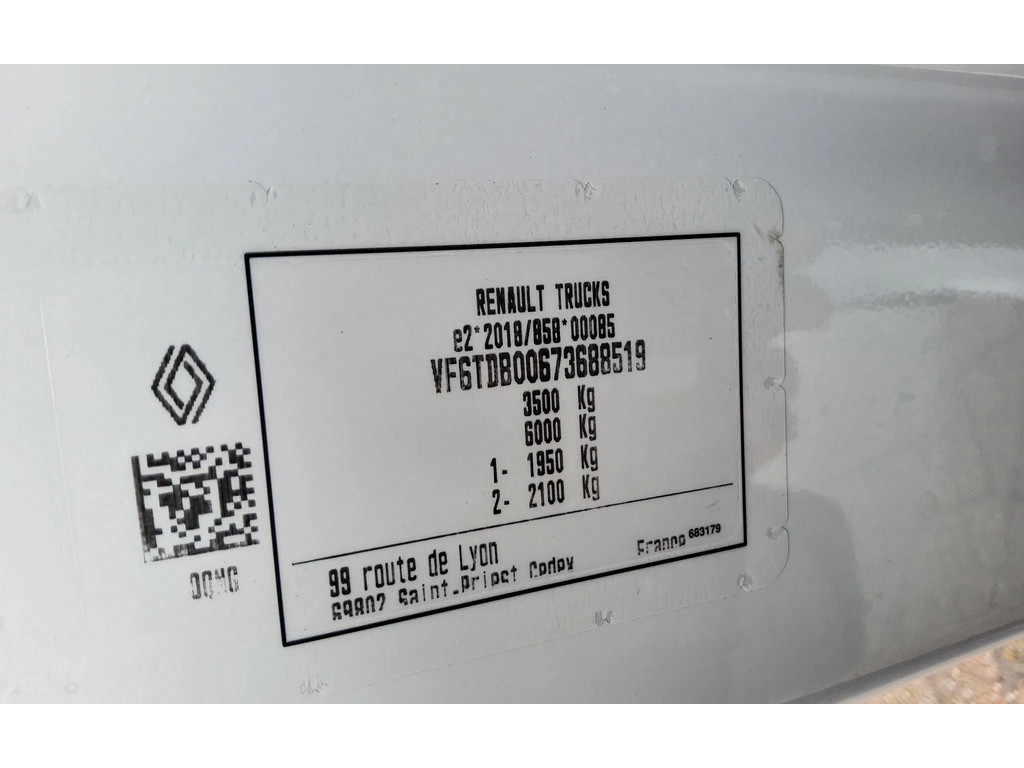 RENAULT TRUCKS
e2*2018/858*00085
VF6TDB00673688519
3500 Kg
6000 Kg
1- 1950 Kg
2- 2100 Kg
99 route de Lyon
69802 Saint-Priest Cedex France 683179